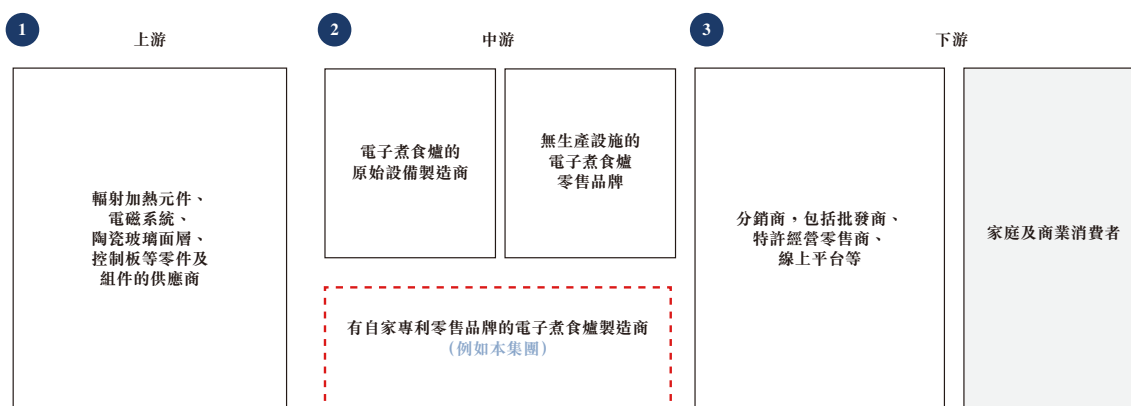 1
上游
2
中游
3
下游
輻射加熱元件、
電磁系統、
陶瓷玻璃面層、
控制板等零件及
組件的供應商
電子煮食爐的
原始設備製造商
無生產設施的
電子煮食爐
零售品牌
有自家專利零售品牌的電子煮食爐製造商
(例如本集團)
分銷商,包括批發商、
特許經營零售商、
線上平台等
家庭及商業消費者